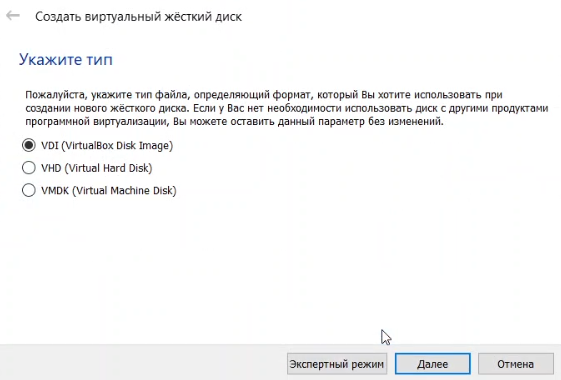 Создать виртуальный жёсткий диск
Укажите тип
Пожалуйста, укажите тип файла, определяющий формат, который Вы хотите использовать при
создании нового жёсткого диска. Если у Вас нет необходимости использовать диск с другими продуктами
программной виртуализации, Вы можете оставить данный параметр без изменений.
VDI (VirtualBox Disk Image)
VHD (Virtual Hard Disk)
VMDK (Virtual Machine Disk)
Экспертный режим Далее Отмена